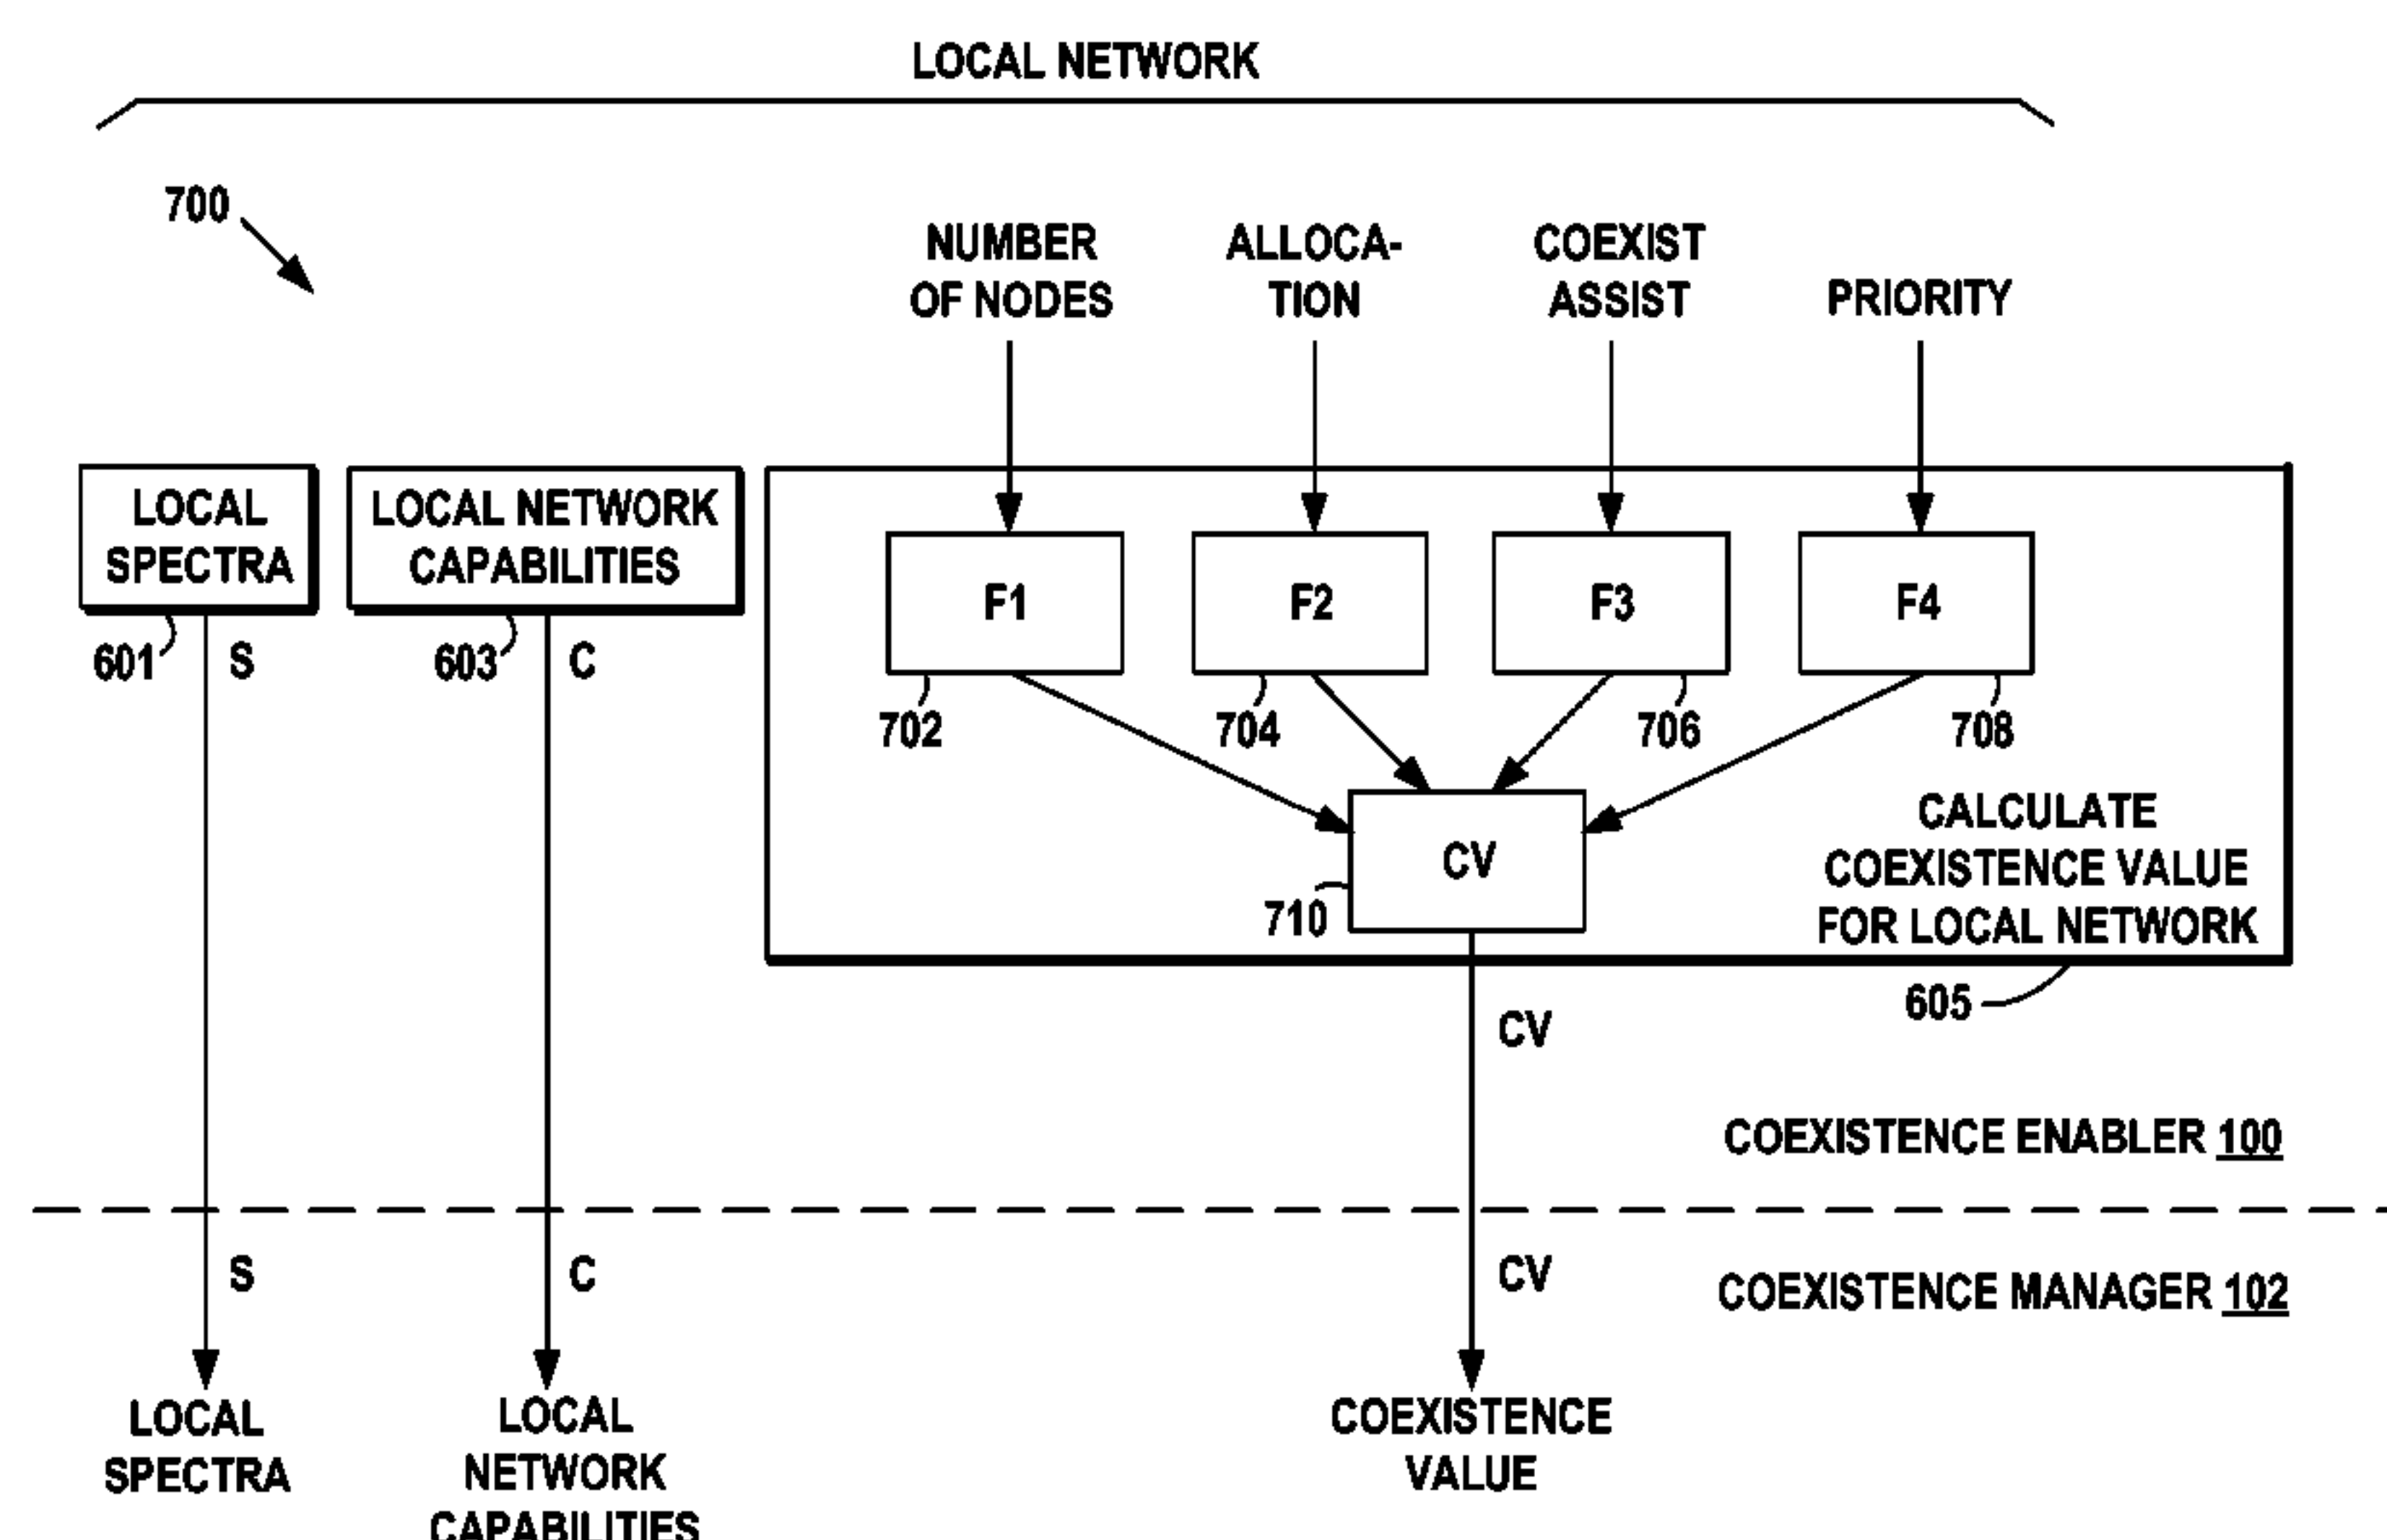 LOCAL NETWORK
700
NUMBER
OF NODES
ALLOCA-
TION
COEXIST
ASSIST
PRIORITY
LOCAL
SPECTRA
LOCAL NETWORK
CAPABILITIES
F1
F2
F3
F4
601
S
603
C
702
704
706
708
CV
710
CALCULATE
COEXISTENCE VALUE
FOR LOCAL NETWORK
605
CV
COEXISTENCE ENABLER 100
S
C
CV
COEXISTENCE MANAGER 102
LOCAL
SPECTRA
LOCAL
NETWORK
CAPABILITIES
COEXISTENCE
VALUE